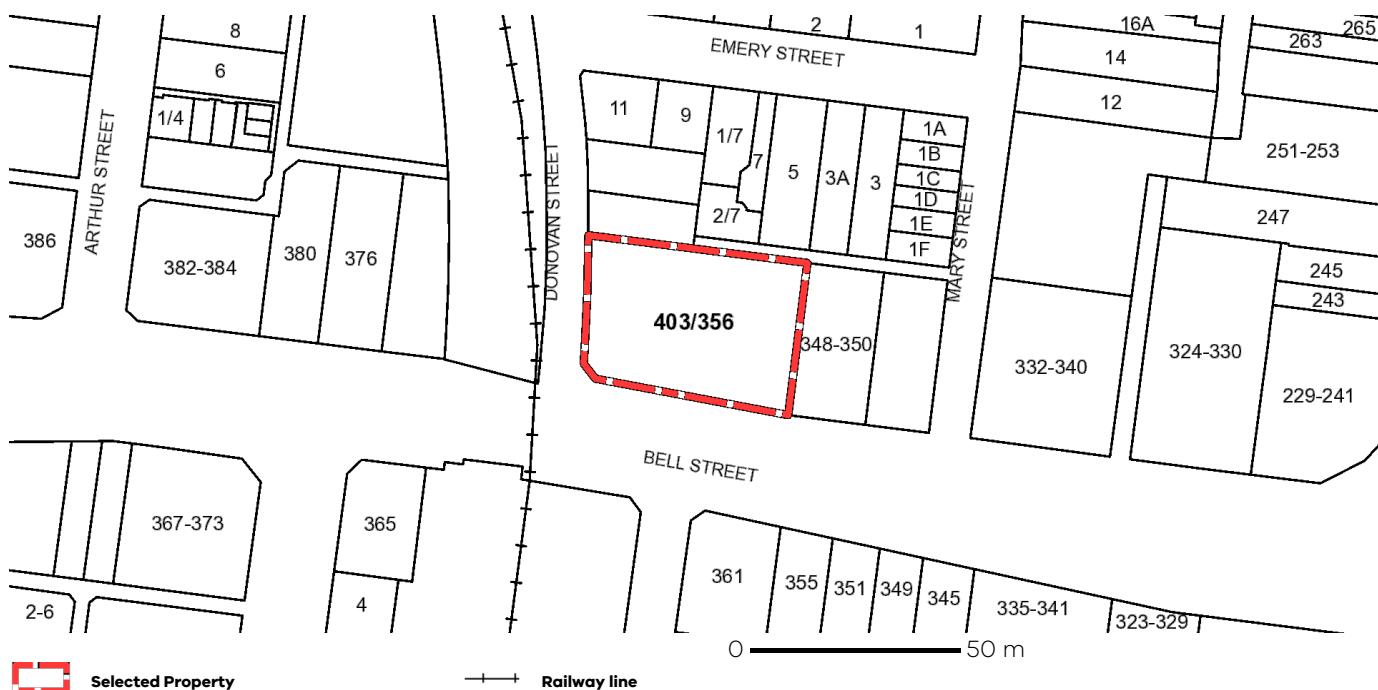 8
2
1
16A
265
263
EMERY STREET
6
14
11
9
12
1/4
1/7
1A
7
1B
251-253
5
3A
3
1C
1D
ARTHUR STREET
DONOVAN STREET
2/7
1E
247
1F
MARY STREET
386
380
376
382-384
245
243
403/356
348-350
324-330
332-340
229-241
BELL STREET
367-373
365
361
355
351
349
345
335-341
323-329
2-6
4
0 50 m
Selected Property
Railway line